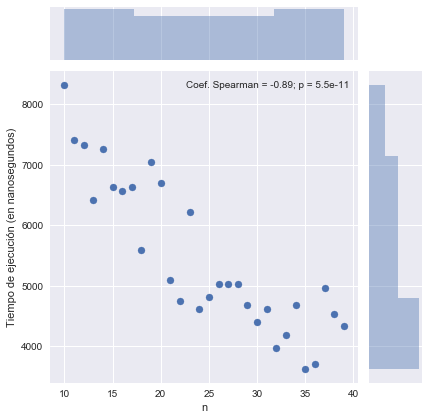 Coef. Spearman = -0.89; p = 5.5e-11
8000
7000
6000
5000
4000
Tiempo de ejecución (en nanosegundos)
10 15 20 25 30 35 40
n